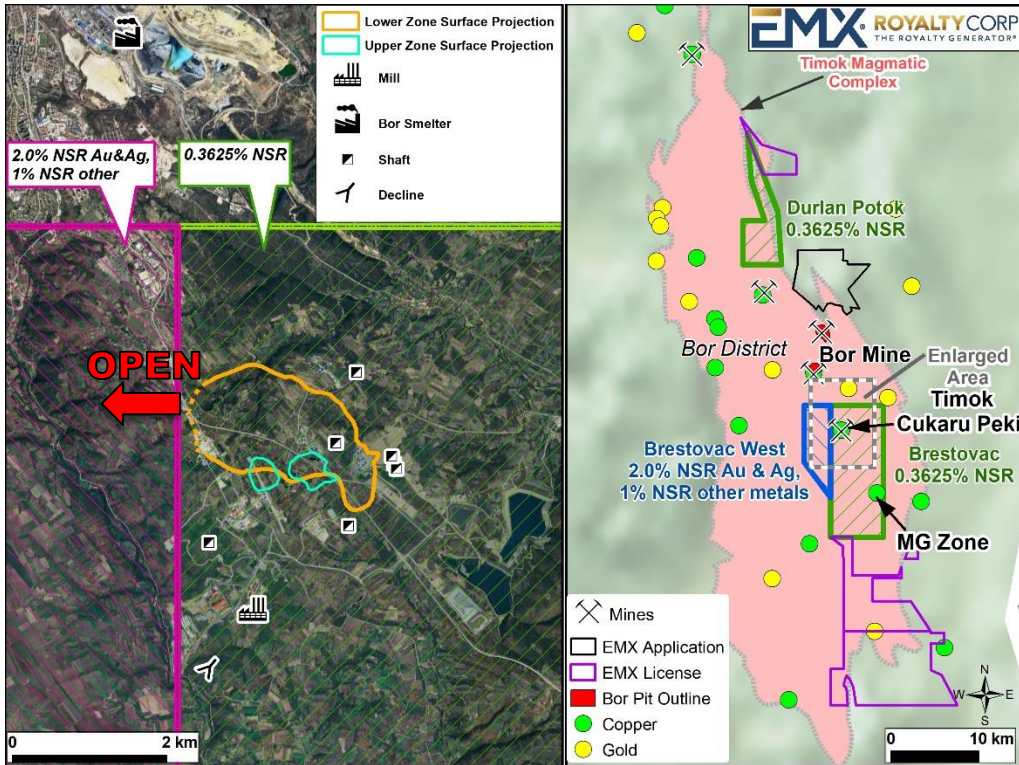 Lower Zone Surface Projection
Upper Zone Surface Projection
Mill
Bor Smelter
Shaft
Decline
2.0% NSR Au&Ag,
1% NSR other
0.3625% NSR
OPEN
0
2 km
EMX ROYALTYCORP
THE ROYALTY GENERATOR®
Timok Magmatic
Complex
Durlan Potok
0.3625% NSR
Bor District
Bor Mine
Enlarged
Area
Timok
Cukaru Peki
Brestovac West
2.0% NSR Au & Ag,
1% NSR other metals
Brestovac
0.3625% NSR
MG Zone
Mines
EMX Application
EMX License
Bor Pit Outline
Copper
Gold
N
W
E
S
0
10 km